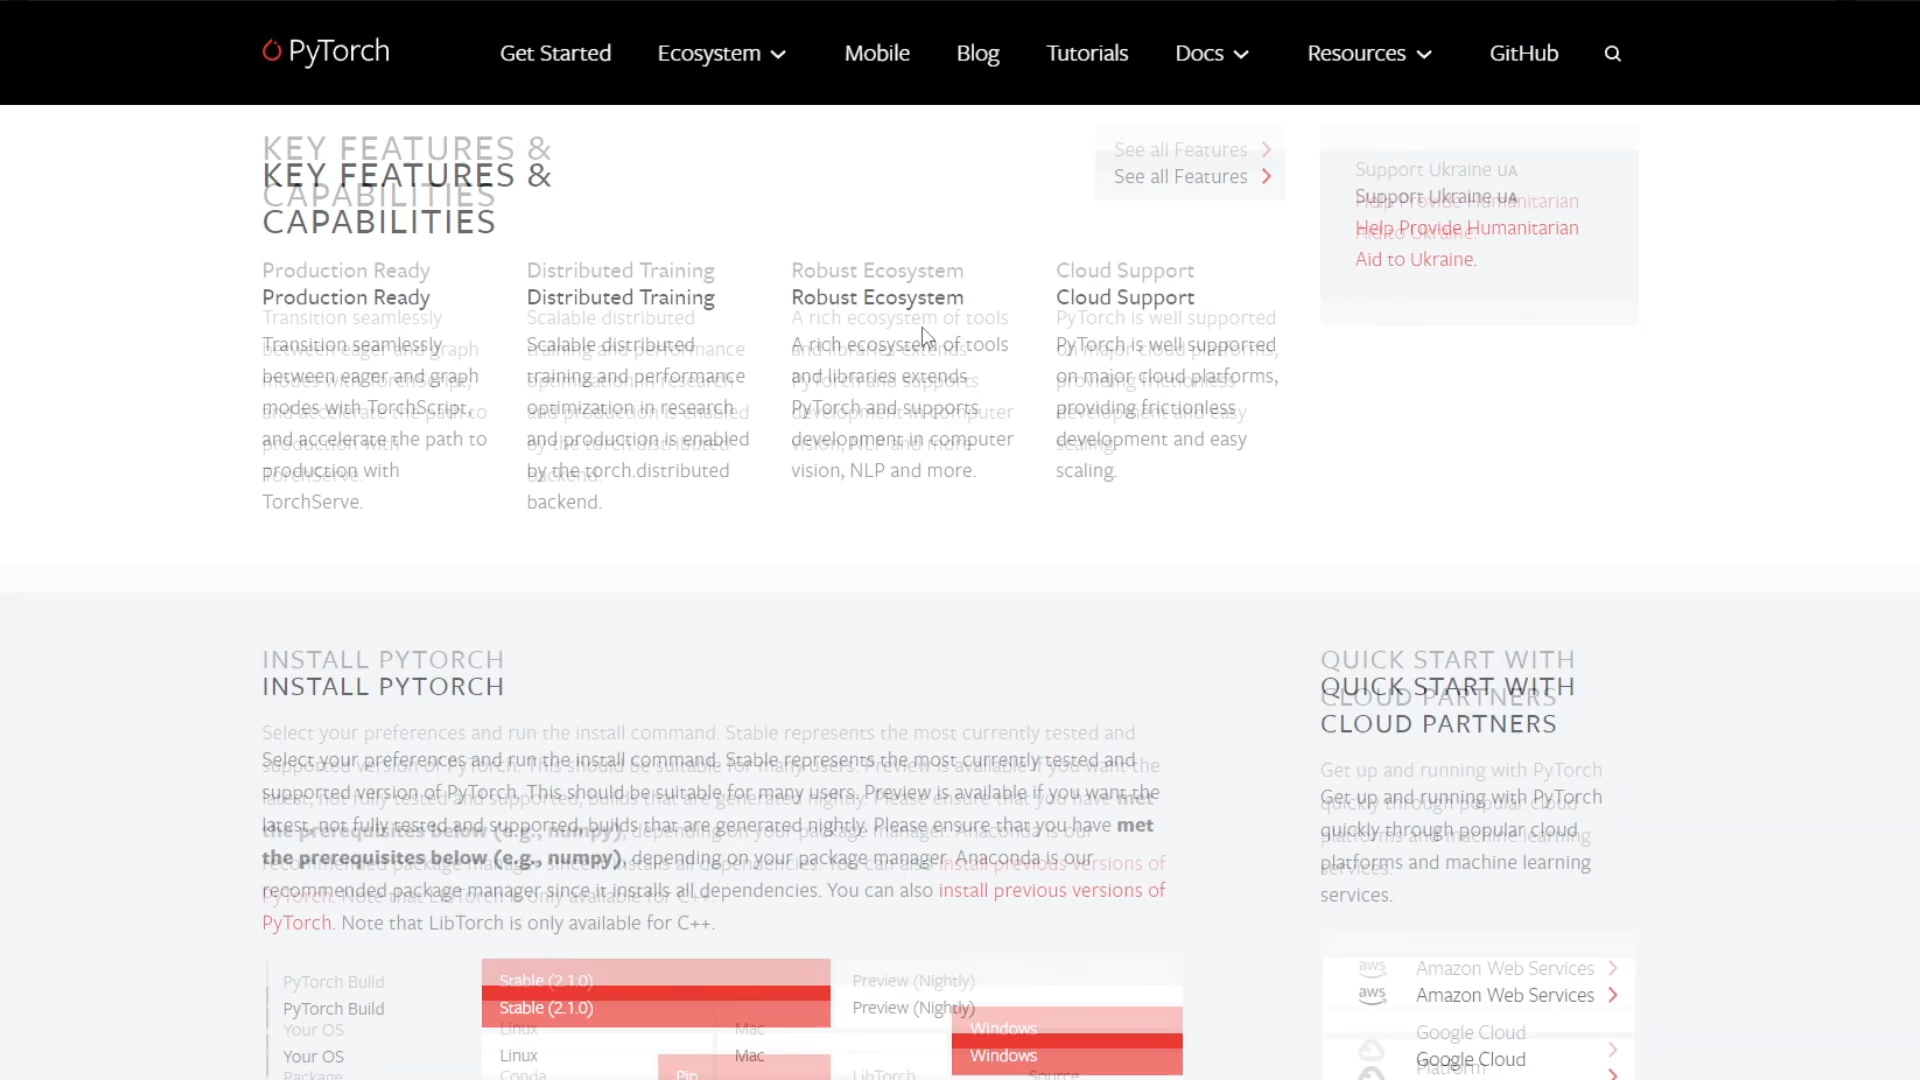 PyTorch
Get Started
Ecosystem
Mobile
Blog
Tutorials
Docs
Resources
GitHub
KEY FEATURES &
CAPABILITIES
See all Features
Support Ukraine UA
Help Provide Humanitarian
Aid to Ukraine.
Production Ready
Transition seamlessly
between eager and graph
modes with TorchScript,
and accelerate the path to
production with
TorchServe.
Distributed Training
Scalable distributed
training and performance
optimization in research
and production is enabled
by the torch.distributed
backend.
Robust Ecosystem
A rich ecosystem of tools
and libraries extends
PyTorch and supports
development in computer
vision, NLP and more.
Cloud Support
PyTorch is well supported
on major cloud platforms,
providing frictionless
development and easy
scaling.
INSTALL PYTORCH
Select your preferences and run the install command. Stable represents the most currently tested and
supported version of PyTorch. This should be suitable for many users. Preview is available if you want the
latest, not fully tested and supported, builds that are generated nightly. Please ensure that you have met
the prerequisites below (e.g., numpy), depending on your package manager. Anaconda is our
recommended package manager since it installs all dependencies. You can also install previous versions of
PyTorch. Note that LibTorch is only available for C++.
PyTorch Build
Stable (2.1.0)
Preview (Nightly)
Your OS
Linux
Mac
Windows
Package
Conda
Pip
LibTorch
Source
QUICK START WITH
CLOUD PARTNERS
Get up and running with PyTorch
quickly through popular cloud
platforms and machine learning
services.
aws Amazon Web Services
Google Cloud
Platform